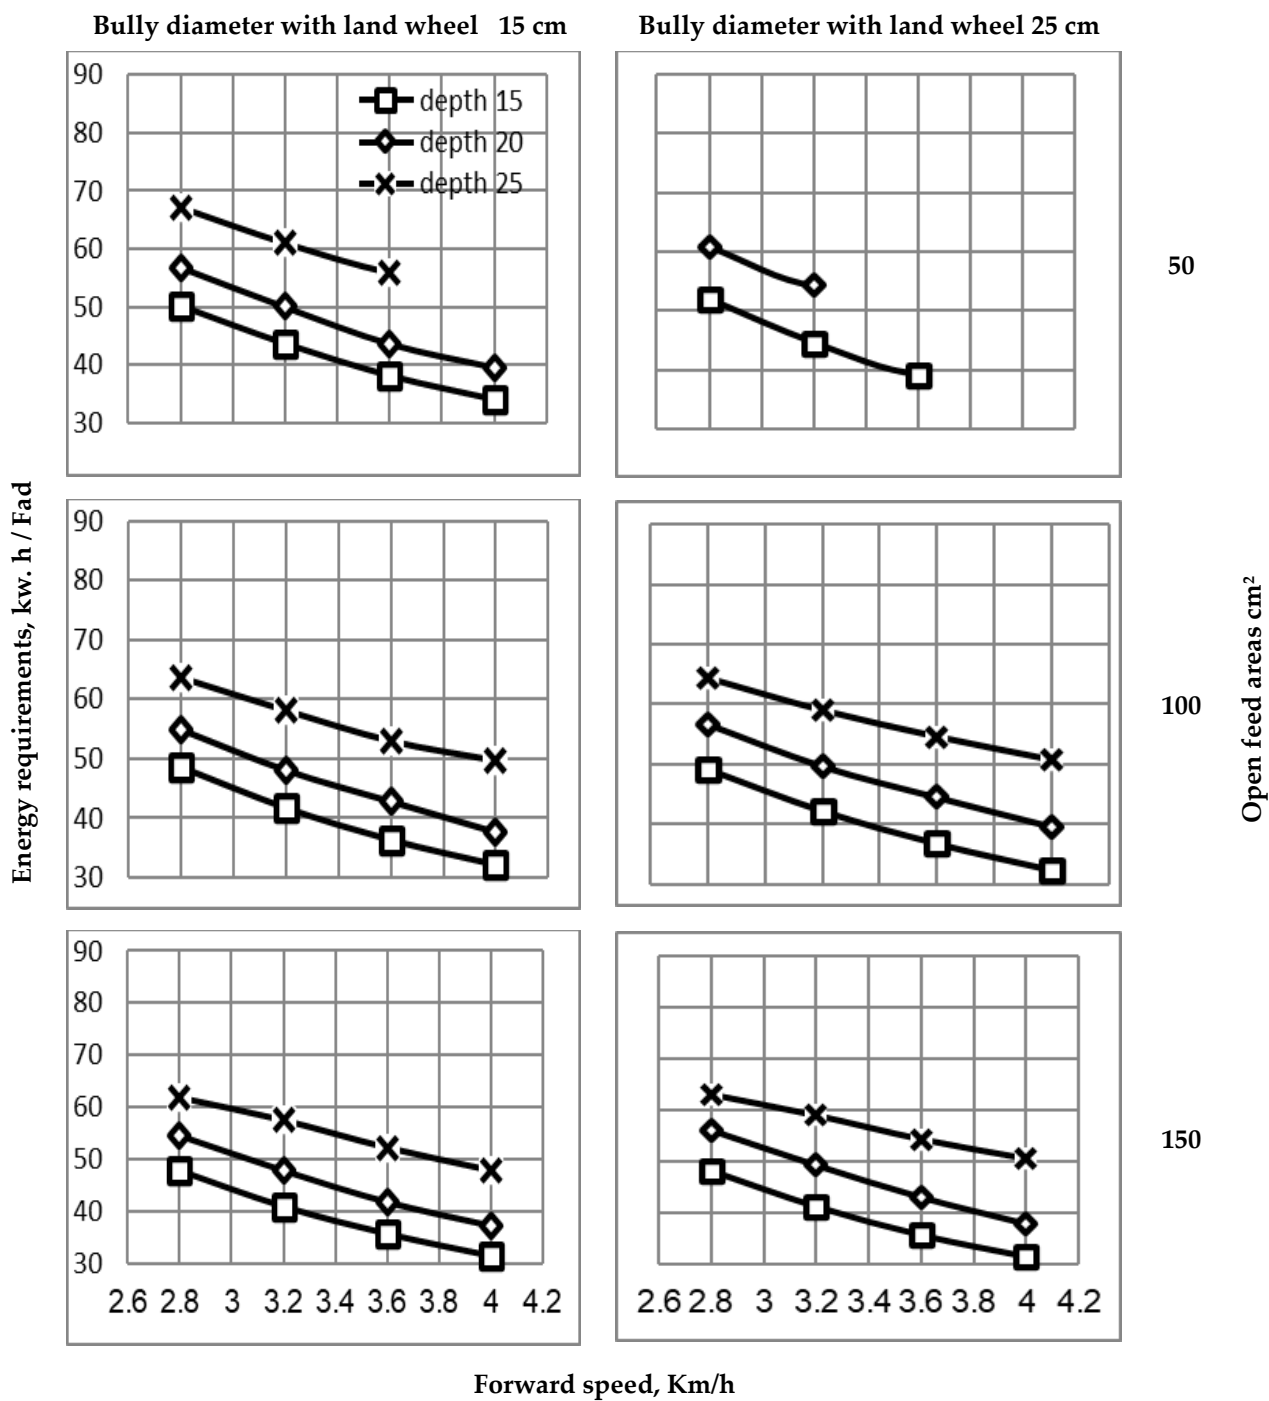 Bully diameter with land wheel 15 cm
Bully diameter with land wheel 25 cm
90
80
70
60
50
40
30
depth 15
depth 20
depth 25
50
90
80
70
60
50
40
30
100
90
80
70
60
50
40
30
150
2.6 2.8 3 3.2 3.4 3.6 3.8 4 4.2
2.6 2.8 3 3.2 3.4 3.6 3.8 4 4.2
Energy requirements, kw. h / Fad
Open feed areas cm²
Forward speed, Km/h